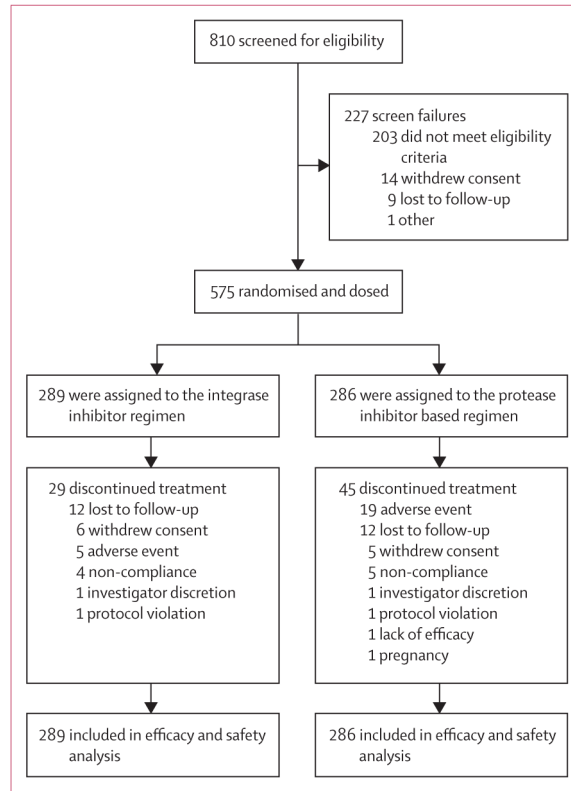 810 screened for eligibility
227 screen failures
203 did not meet eligibility
criteria
14 withdrew consent
9 lost to follow-up
1 other
575 randomised and dosed
289 were assigned to the integrase
inhibitor regimen
286 were assigned to the protease
inhibitor based regimen
29 discontinued treatment
12 lost to follow-up
6 withdrew consent
5 adverse event
4 non-compliance
1 investigator discretion
1 protocol violation
45 discontinued treatment
19 adverse event
12 lost to follow-up
5 withdrew consent
5 non-compliance
1 investigator discretion
1 protocol violation
1 lack of efficacy
1 pregnancy
289 included in efficacy and safety
analysis
286 included in efficacy and safety
analysis